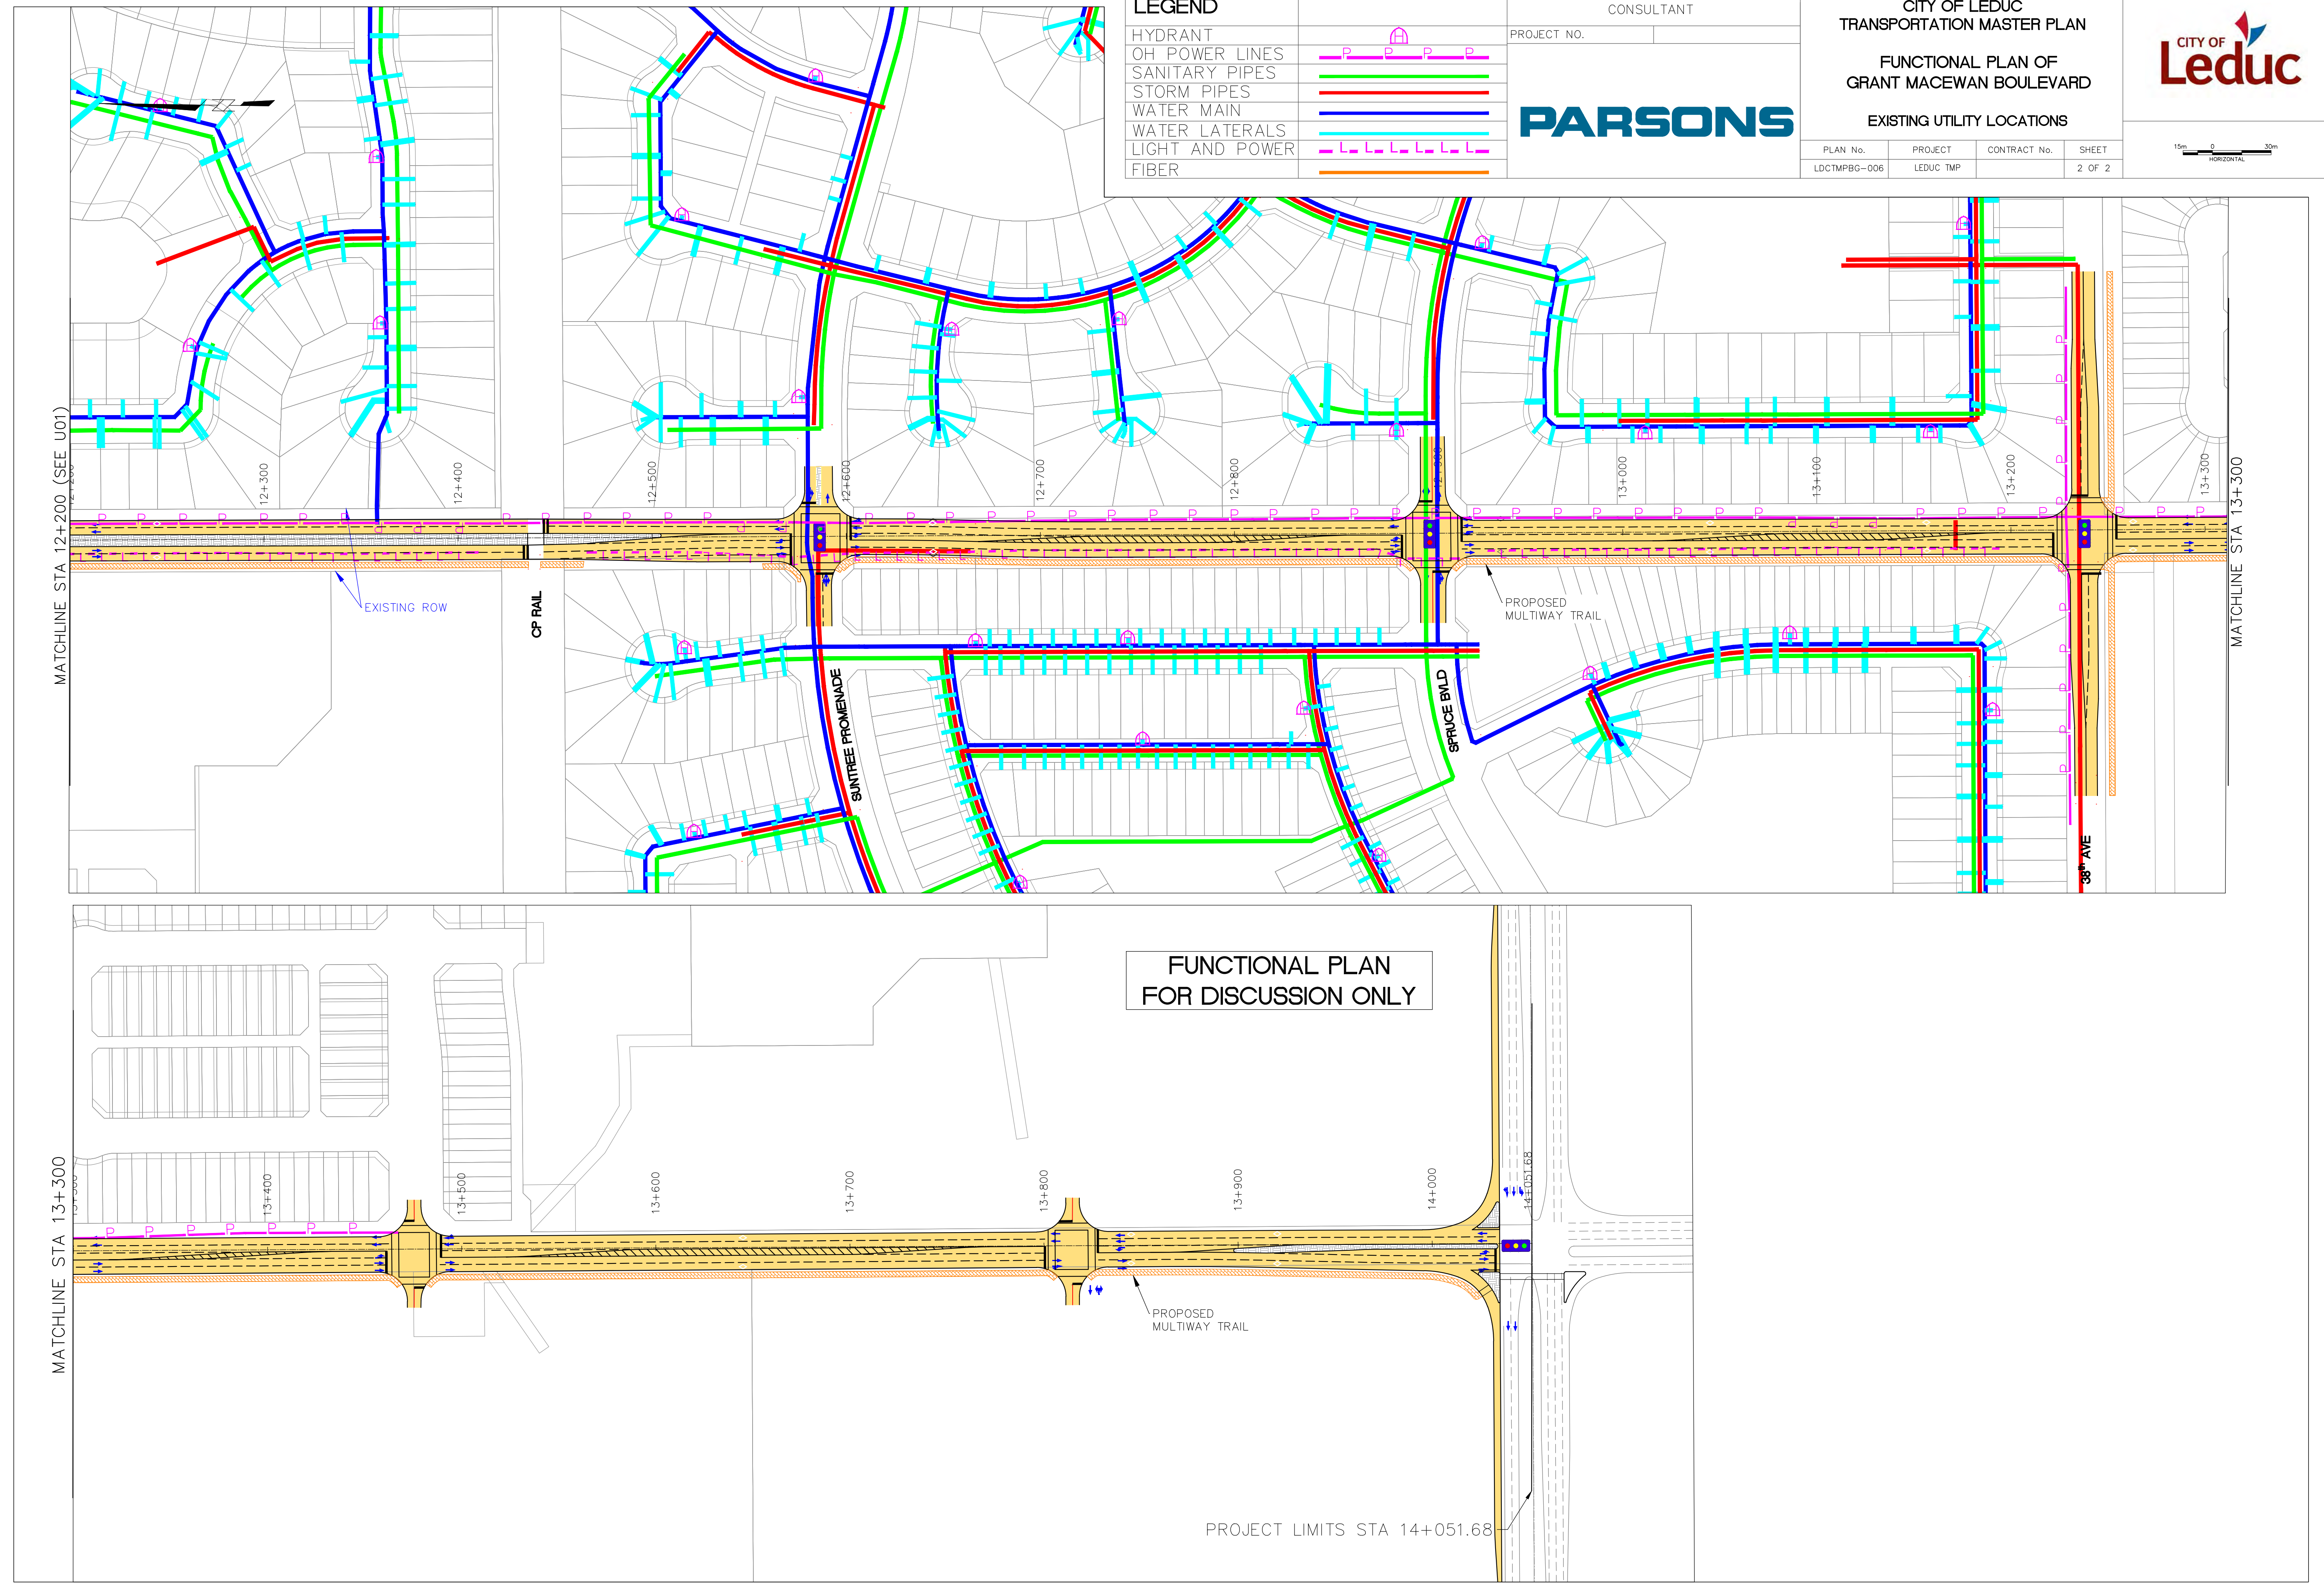 LEGEND
HYDRANT
OH POWER LINES
P P P P
SANITARY PIPES
STORM PIPES
WATER MAIN
WATER LATERALS
LIGHT AND POWER
L L L L L L
FIBER
CONSULTANT
PROJECT NO.
PARSONS
CITY OF LEDUC
TRANSPORTATION MASTER PLAN
FUNCTIONAL PLAN OF
GRANT MACEWAN BOULEVARD
EXISTING UTILITY LOCATIONS
PLAN No.
PROJECT
CONTRACT No.
SHEET
LDCTMPBG-006
LEDUC TMP
2 OF 2
CITY OF
Leduc
15m 0 30m
HORIZONTAL
MATCHLINE STA 12+200 (SEE U01)
12+300
12+400
12+500
12+600
12+700
12+800
13+000
13+100
13+200
13+300
EXISTING ROW
CP RAIL
SUNTREE PROMENADE
SPRUCE BVLD
PROPOSED
MULTIWAY TRAIL
38th AVE
MATCHLINE STA 13+300
FUNCTIONAL PLAN
FOR DISCUSSION ONLY
MATCHLINE STA 13+300
13+400
13+500
13+600
13+700
13+800
13+900
14+000
14+051.68
PROPOSED
MULTIWAY TRAIL
PROJECT LIMITS STA 14+051.68